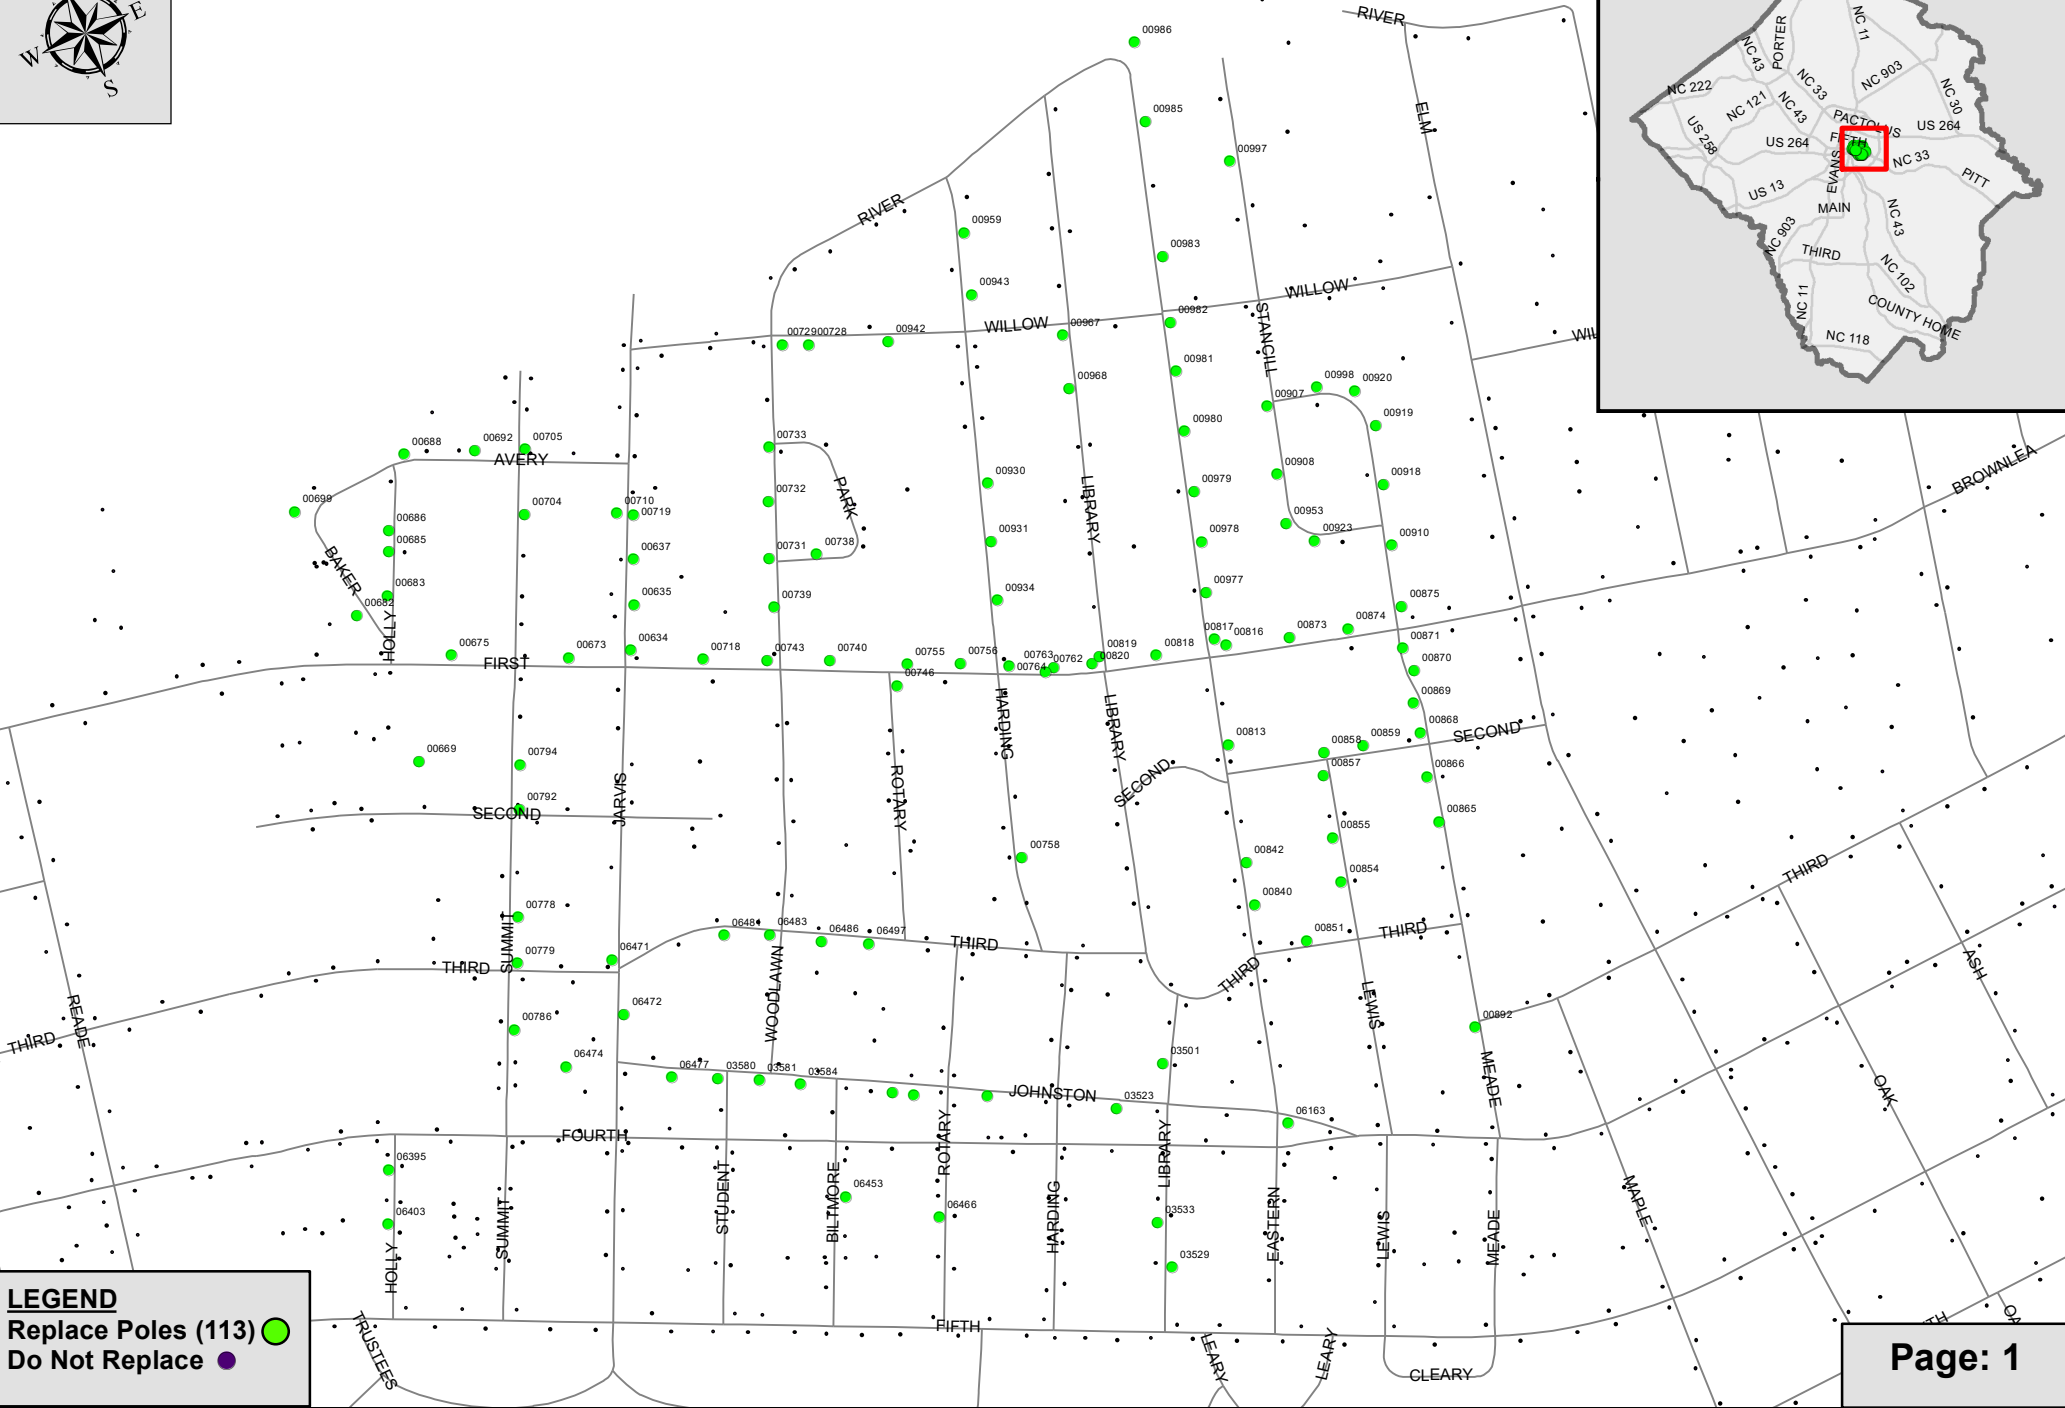 E
W
S
RIVER
00986
00985
ELM
00997
RIVER
00959
00983
00943
WILLOW
00982
WILLOW
STANCILL
00967
00729
00728
00942
WIL
00981
00968
00998
00920
00907
00919
00980
00733
00705
00692
00688
AVERY
00930
00908
00918
BROWNLEA
00979
PARK
LIBRARY
00732
00699
00704
00710
00719
00686
00953
00923
00910
00978
00931
00685
00637
00731
00738
BAKER
00683
00682
00635
00739
00934
00977
00875
HOLLY
00874
00873
00817
00816
00871
00634
00675
00673
FIRST
00718
00743
00740
00755
00756
00763
00762
00764
00819
00820
00818
00746
00870
00869
HARDING
LIBRARY
00868
SECOND
00859
00858
00813
00669
00794
00857
00866
SECOND
JARVIS
ROTARY
00792
SECOND
00865
00855
00758
00842
00854
THIRD
00840
00778
SUMMIT
06481
06483
06486
06497
THIRD
00851
THIRD
00779
06471
THIRD
THIRD
WOODLAWN
LEWIS
ASH
READE
THIRD
06472
00786
00892
06474
03501
06477
03580
03581
03584
JOHNSTON
03523
MEADE
OAK
06163
FOURTH
06395
STUDENT
BILTMORE
ROTARY
LIBRARY
06453
06403
06466
03533
HOLLY
SUMMIT
HARDING
EASTERN
LEWIS
MEADE
MAPLE
03529
FIFTH
TRUSTEES
LEARY
LEARY
CLEARY
TH
OA
LEGEND
Replace Poles (113)
Do Not Replace
Page: 1
NC 11
PORTER
NC 43
NC 33
NC 903
NC 222
NC 121
NC 43
NC 30
US 258
PACTOLUS
US 264
US 264
FIFTH
NC 33
EVANS
US 13
PITT
MAIN
NC 43
NC 903
THIRD
NC 102
NC 11
COUNTY HOME
NC 118